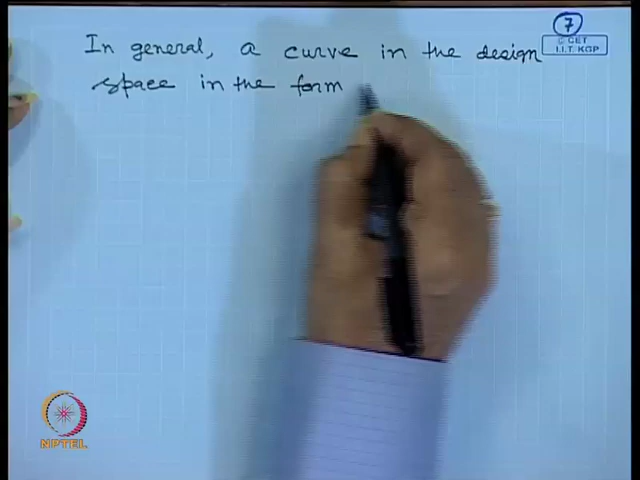 7
© CET
I.I.T. KGP
In general, a curve in the design
space in the form
NPTEL